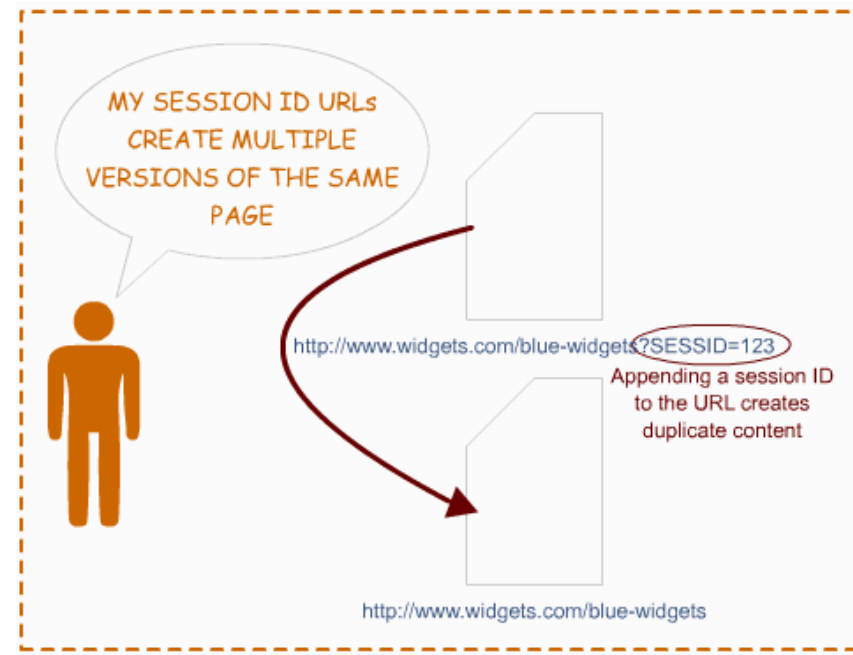 MY SESSION ID URLs
CREATE MULTIPLE
VERSIONS OF THE SAME
PAGE
http://www.widgets.com/blue-widgets?SESSID=123
Appending a session ID
to the URL creates
duplicate content
http://www.widgets.com/blue-widgets